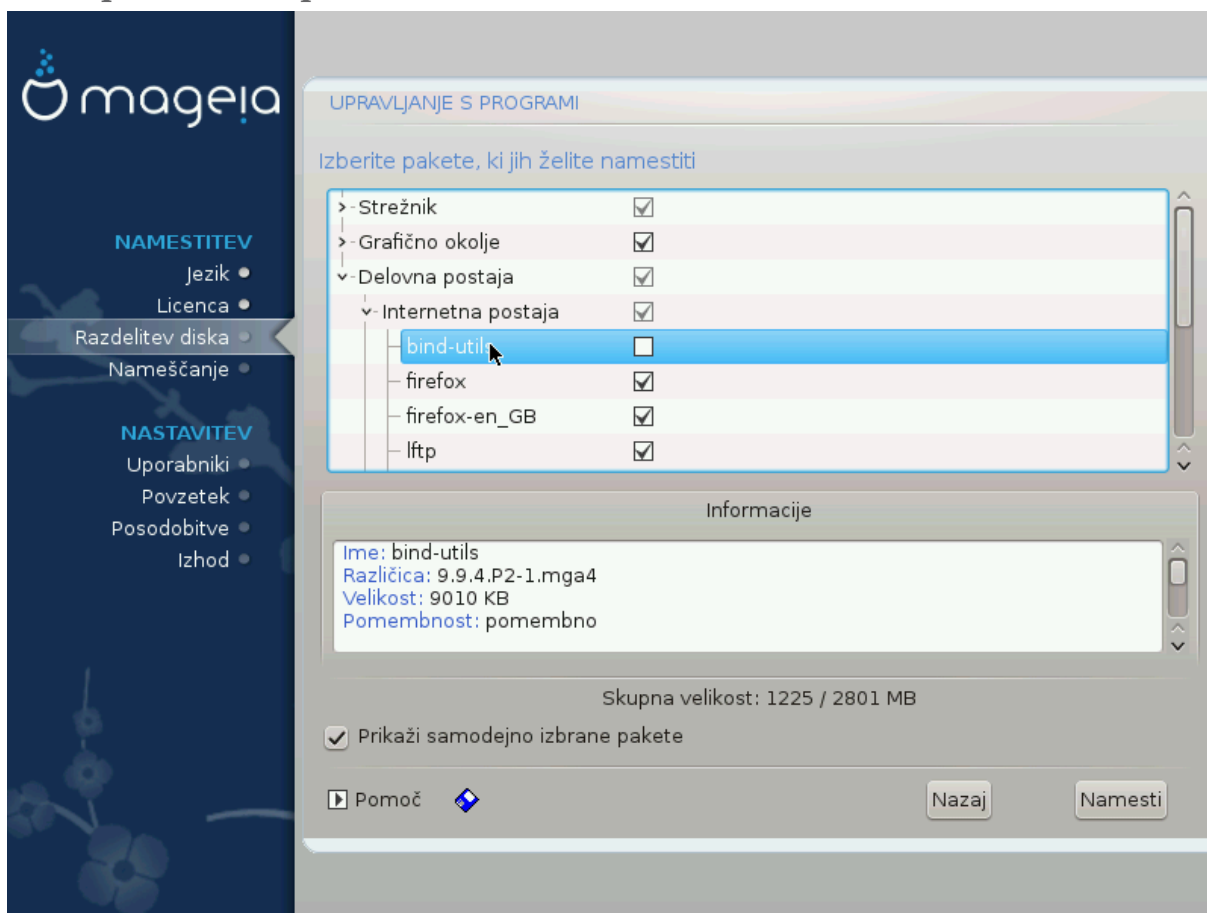 mageia
NAMESTITEV
Jezik
Licenca
Razdelitev diska
Nameščanje
NASTAVITEV
Uporabniki
Povzetek
Posodobitve
Izhod
UPRAVLJANJE S PROGRAMI
Izberite pakete, ki jih želite namestiti
Strežnik
Grafično okolje
Delovna postaja
Internetna postaja
bind-utils
firefox
firefox-en_GB
lftp
Informacije
Ime: bind-utils
Različica: 9.9.4.P2-1.mga4
Velikost: 9010 KB
Pomembnost: pomembno
Skupna velikost: 1225 / 2801 MB
Prikaži samodejno izbrane pakete
Pomoč
Nazaj
Namesti